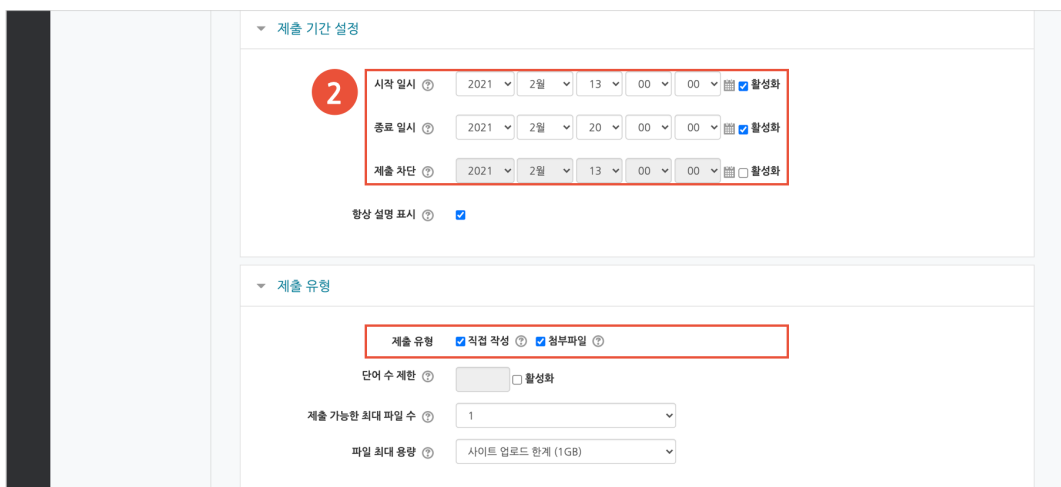 제출 기간 설정
2
시작 일시 2021 2월 13 00 00 활성화
종료 일시 2021 2월 20 00 00 활성화
제출 차단 2021 2월 13 00 00 활성화
항상 설명 표시
제출 유형
제출 유형 직접 작성 첨부파일
단어 수 제한 활성화
제출 가능한 최대 파일 수 1
파일 최대 용량 사이트 업로드 한계 (1GB)